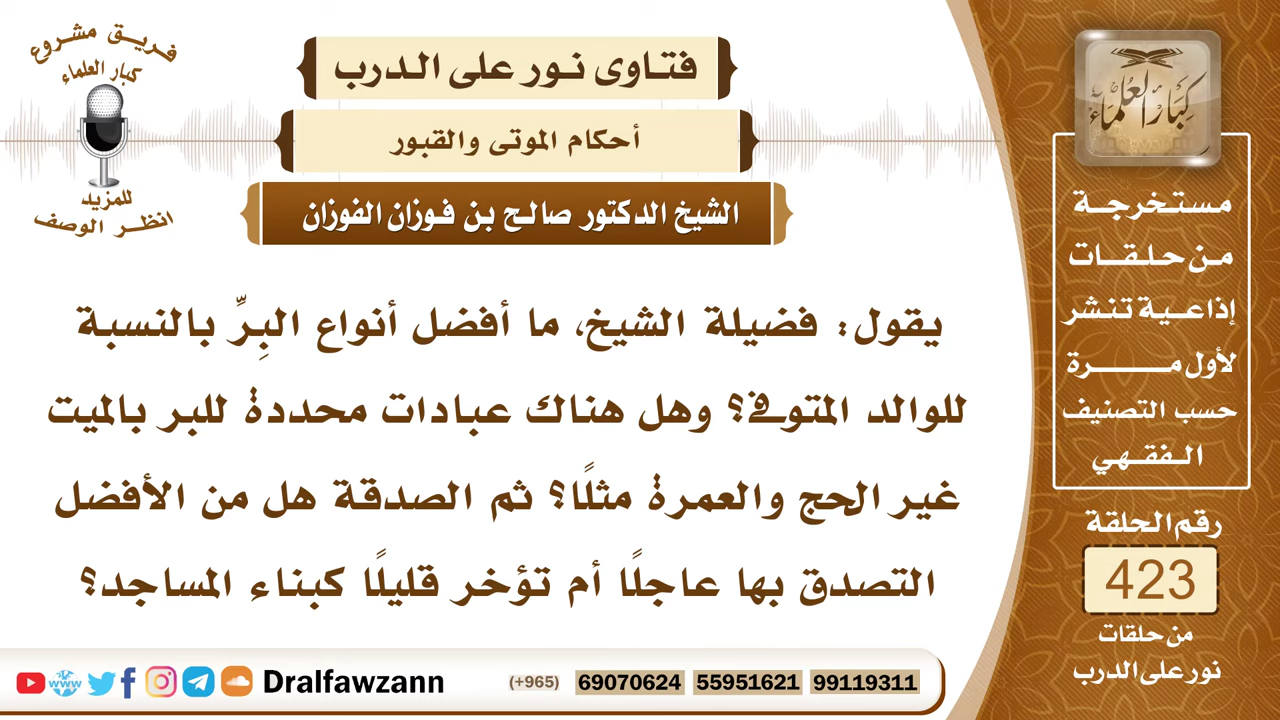 فريق مشروع
كبار العلماء
للمزيد
انظر الوصف
فتاوى نور على الدرب
أحكام الموتى والقبور
الشيخ الدكتور صالح بن فوزان الفوزان
يقول: فضيلة الشيخ، ما أفضل أنواع البِرِّ بالنسبة
للوالد المتوفى؟ وهل هناك عبادات محددة للبر بالميت
غير الحج والعمرة مثلًا؟ ثم الصدقة هل من الأفضل
التصدق بها عاجلًا أم تؤخر قليلًا كبناء المساجد؟
كبار العلماء
مستخرجة
من حلقات
إذاعية تنشر
لأول مرة
حسب التصنيف
الفقهي
رقم الحلقة
423
من حلقات
نور على الدرب
www Dralfawzann (+965) 69070624 55951621 99119311